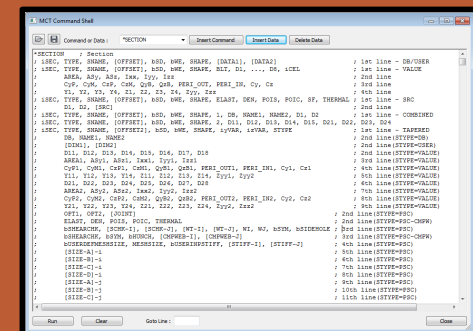 MCT Command Shell
Command or Data : *SECTION Insert Command Insert Data Delete Data
*SECTION ; Section
; iSEC, TYPE, SNAME, [OFFSET], bSD, bWE, SHAPE, [DATA1], [DATA2] ; 1st line - DB/USER
; iSEC, TYPE, SNAME, [OFFSET], bSD, bWE, SHAPE, BLT, D1, ..., D8, iCEL ; 1st line - VALUE
; AREA, ASy, ASz, Ixx, Iyy, Izz ; 2nd line
; CyP, CyM, CzP, CzM, QyB, QzB, PERI_OUT, PERI_IN, Cy, Cz ; 3rd line
; Y1, Y2, Y3, Y4, Z1, Z2, Z3, Z4, Zyy, Zzz ; 4th line
; iSEC, TYPE, SNAME, [OFFSET], bSD, bWE, SHAPE, ELAST, DEN, POIS, POIC, SF, THERMAL ; 1st line - SRC
; D1, D2, [SRC] ; 2nd line
; iSEC, TYPE, SNAME, [OFFSET], bSD, bWE, SHAPE, 1, DB, NAME1, NAME2, D1, D2 ; 1st line - COMBINED
; iSEC, TYPE, SNAME, [OFFSET], bSD, bWE, SHAPE, 2, D11, D12, D13, D14, D15, D21, D22, D23, D24
; iSEC, TYPE, SNAME, [OFFSET2], bSD, bWE, SHAPE, iyVAR, izVAR, STYPE ; 1st line - TAPERED
; DB, NAME1, NAME2 ; 2nd line(STYPE=DB)
; [DIM1], [DIM2] ; 2nd line(STYPE=USER)
; D11, D12, D13, D14, D15, D16, D17, D18 ; 2nd line(STYPE=VALUE)
; AREA1, ASy1, ASz1, Ixx1, Iyy1, Izz1 ; 3rd line(STYPE=VALUE)
; CyP1, CyM1, CzP1, CzM1, QyB1, QzB1, PERI_OUT1, PERI_IN1, Cy1, Cz1 ; 4th line(STYPE=VALUE)
; Y11, Y12, Y13, Y14, Z11, Z12, Z13, Z14, Zyy1, Zyy2 ; 5th line(STYPE=VALUE)
; D21, D22, D23, D24, D25, D26, D27, D28 ; 6th line(STYPE=VALUE)
; AREA2, ASy2, ASz2, Ixx2, Iyy2, Izz2 ; 7th line(STYPE=VALUE)
; CyP2, CyM2, CzP2, CzM2, QyB2, QzB2, PERI_OUT2, PERI_IN2, Cy2, Cz2 ; 8th line(STYPE=VALUE)
; Y21, Y22, Y23, Y24, Z21, Z22, Z23, Z24, Zyy2, Zzz2 ; 9th line(STYPE=VALUE)
; OPT1, OPT2, [JOINT] ; 2nd line(STYPE=PSC)
; ELAST, DEN, POIS, POIC, THERMAL ; 2nd line(STYPE=PSC-CMPW)
; bSHEARCHK, [SCHK-I], [SCHK-J], [WT-I], [WT-J], WI, WJ, bSYM, bSIDEHOLE ; 3rd line(STYPE=PSC)
; bSHEARCHK, bSYM, bHUNCH, [CMPWEB-I], [CMPWEB-J] ; 3rd line(STYPE=PSC-CMPW)
; bUSERDEFMESHSIZE, MESHSIZE, bUSERINPSTIFF, [STIFF-I], [STIFF-J] ; 4th line(STYPE=PSC)
; [SIZE-A]-i ; 5th line(STYPE=PSC)
; [SIZE-B]-i ; 6th line(STYPE=PSC)
; [SIZE-C]-i ; 7th line(STYPE=PSC)
; [SIZE-D]-i ; 8th line(STYPE=PSC)
; [SIZE-A]-j ; 9th line(STYPE=PSC)
; [SIZE-B]-j ; 10th line(STYPE=PSC)
; [SIZE-C]-j ; 11th line(STYPE=PSC)
Run Clear Goto Line : Close